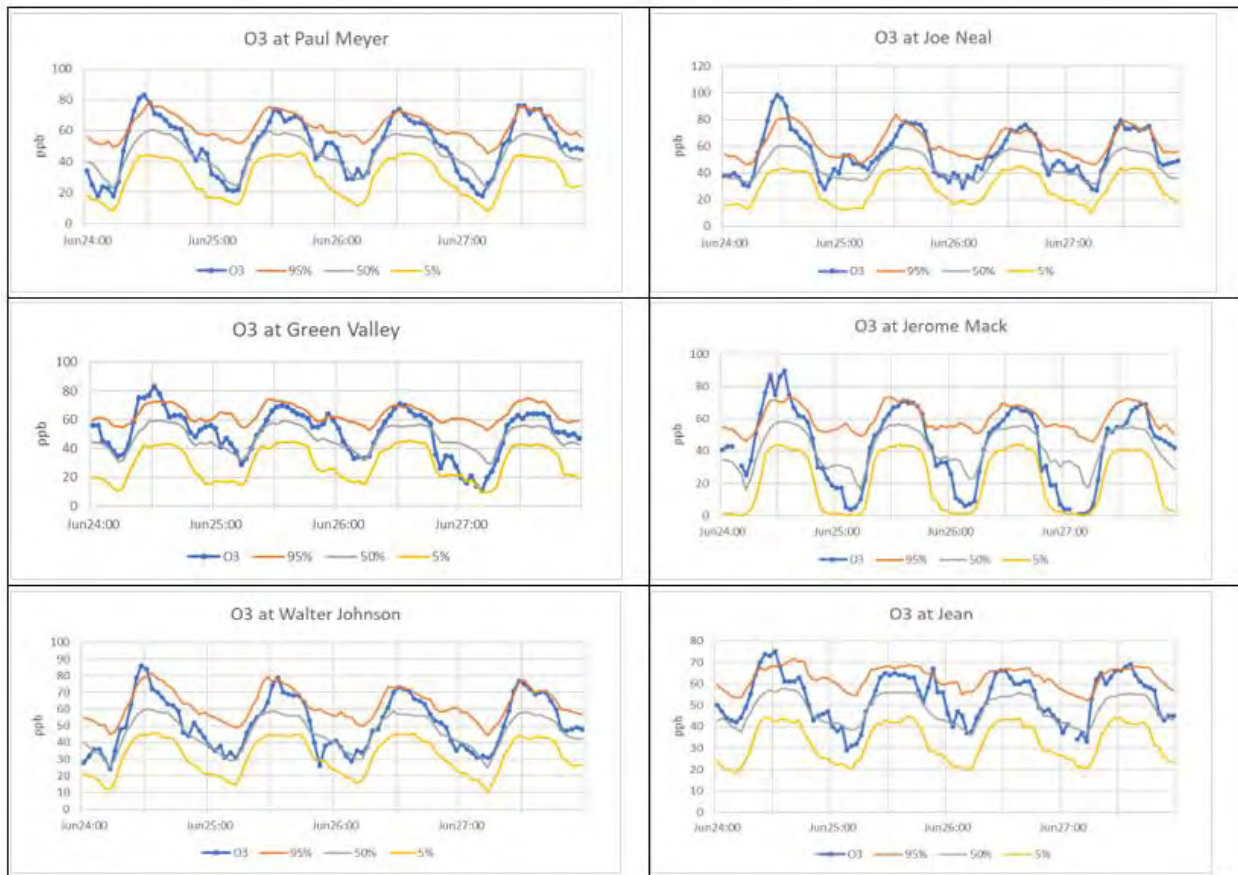 O3 at Paul Meyer
100
80
60
40
20
0
ppb
Jun24:00 Jun25:00 Jun26:00 Jun27:00
O3 95% 50% 5%
O3 at Joe Neal
120
100
80
60
40
20
0
ppb
Jun24:00 Jun25:00 Jun26:00 Jun27:00
O3 95% 50% 5%
O3 at Green Valley
100
80
60
40
20
0
ppb
Jun24:00 Jun25:00 Jun26:00 Jun27:00
O3 95% 50% 5%
O3 at Jerome Mack
100
80
60
40
20
0
ppb
Jun24:00 Jun25:00 Jun26:00 Jun27:00
O3 95% 50% 5%
O3 at Walter Johnson
100
90
80
70
60
50
40
30
20
10
0
ppb
Jun24:00 Jun25:00 Jun26:00 Jun27:00
O3 95% 50% 5%
O3 at Jean
80
70
60
50
40
30
20
10
0
ppb
Jun24:00 Jun25:00 Jun26:00 Jun27:00
O3 95% 50% 5%